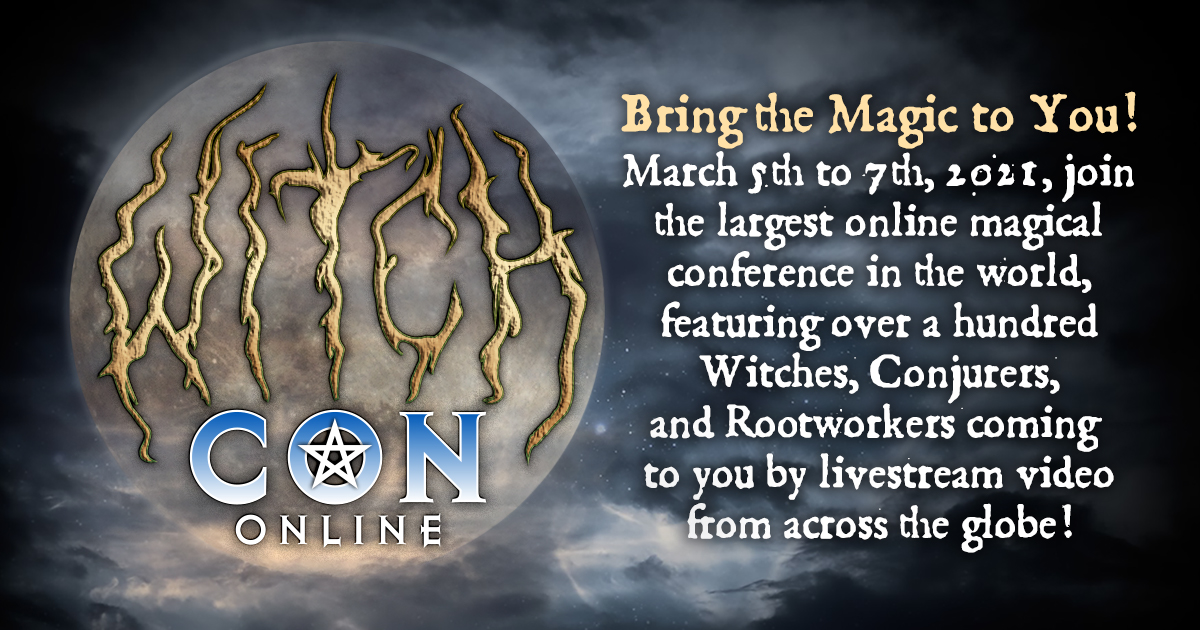 WITCH
CON
ONLINE
Bring the Magic to You!
March 5th to 7th, 2021, join
the largest online magical
conference in the world,
featuring over a hundred
Witches, Conjurers,
and Rootworkers coming
to you by livestream video
from across the globe!